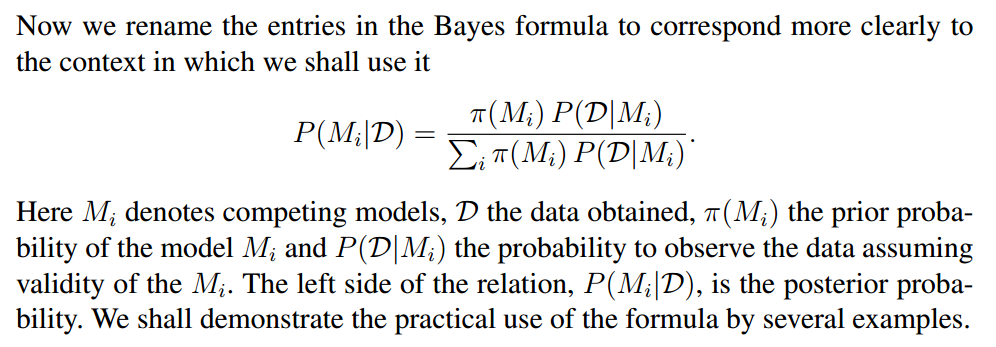 Now we rename the entries in the Bayes formula to correspond more clearly to
the context in which we shall use it
P(M_i|𝒟) = π(M_i) P(𝒟|M_i) / ∑_i π(M_i) P(𝒟|M_i) .
Here M_i denotes competing models, 𝒟 the data obtained, π(M_i) the prior proba-
bility of the model M_i and P(𝒟|M_i) the probability to observe the data assuming
validity of the M_i. The left side of the relation, P(M_i|𝒟), is the posterior proba-
bility. We shall demonstrate the practical use of the formula by several examples.